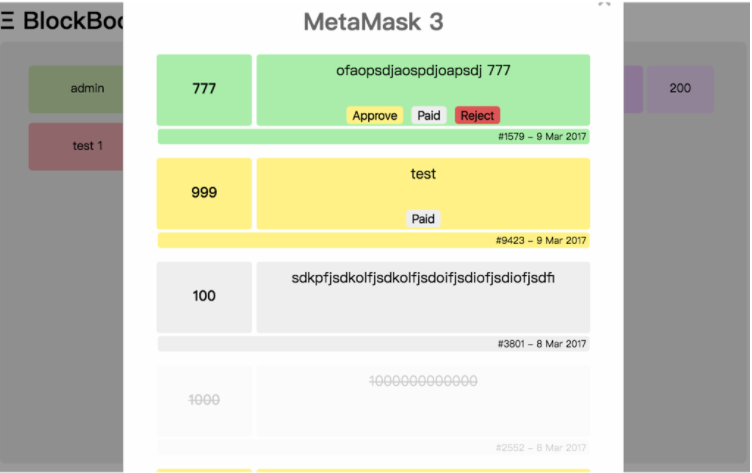 MetaMask 3
☰ BlockBoo
admin
200
test 1
777
ofaopsdjaospdjoapsdj 777
Approve Paid Reject
#1579 – 9 Mar 2017
999
test
Paid
#9423 – 9 Mar 2017
100
sdkpfjsdkolfjsdkolfjsdoifjsdiofjsdiofjsdfi
#3801 – 8 Mar 2017
1000
1000000000000
#2552 – 8 Mar 2017